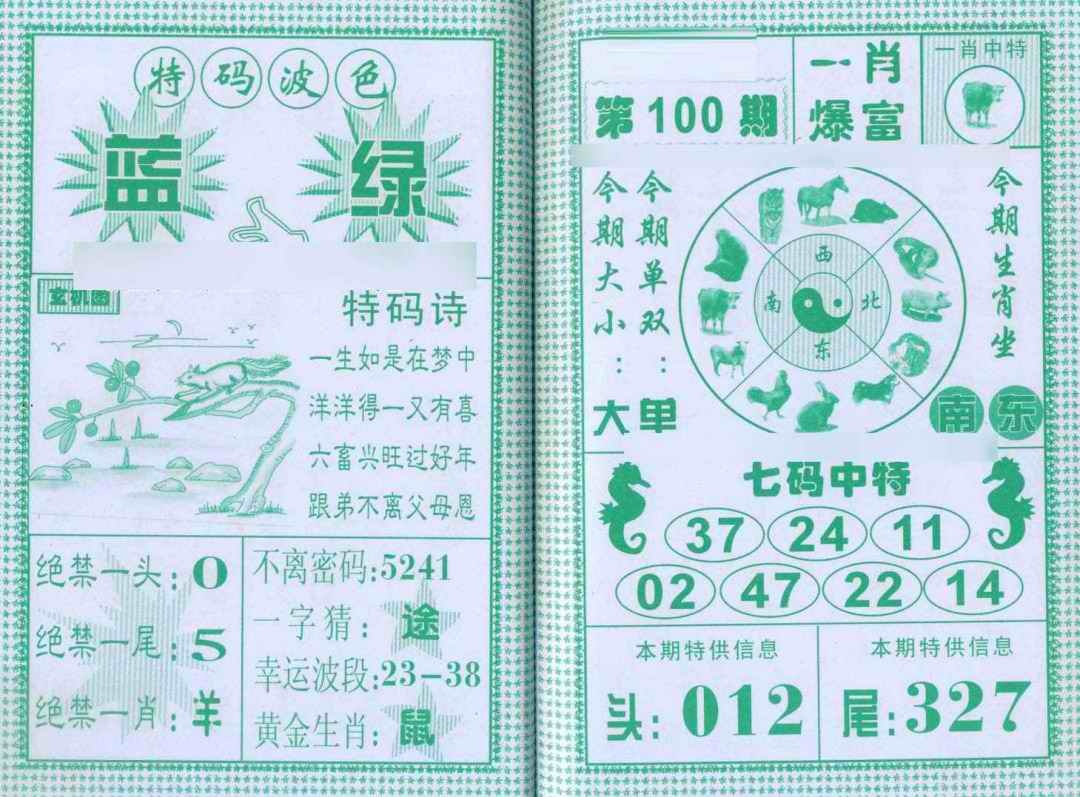 特码波色
蓝 绿
玄机图
特码诗
一生如是在梦中
洋洋得一又有喜
六畜兴旺过好年
跟弟不离父母恩
绝禁一头:0
绝禁一尾:5
绝禁一肖:羊
不离密码:5241
一字猜:途
幸运波段:23-38
黄金生肖:鼠
第100期
一肖
爆富
一肖中特
今期大小:大
今期单双:单
西
南 北
东
今期生肖坐
南东
七码中特
37 24 11
02 47 22 14
本期特供信息
头:012
本期特供信息
尾:327